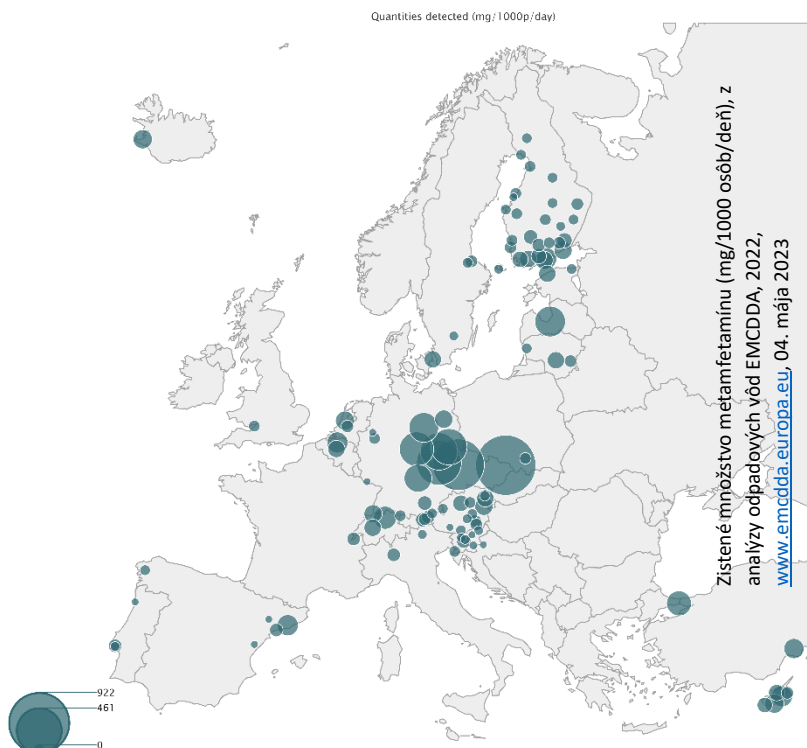 Quantities detected (mg/1000p/day)
Zistené množstvo metamfetamínu (mg/1000 osôb/deň), z
analýzy odpadových vôd EMCDDA, 2022,
www.emcdda.europa.eu, 04. mája 2023
922
461
0